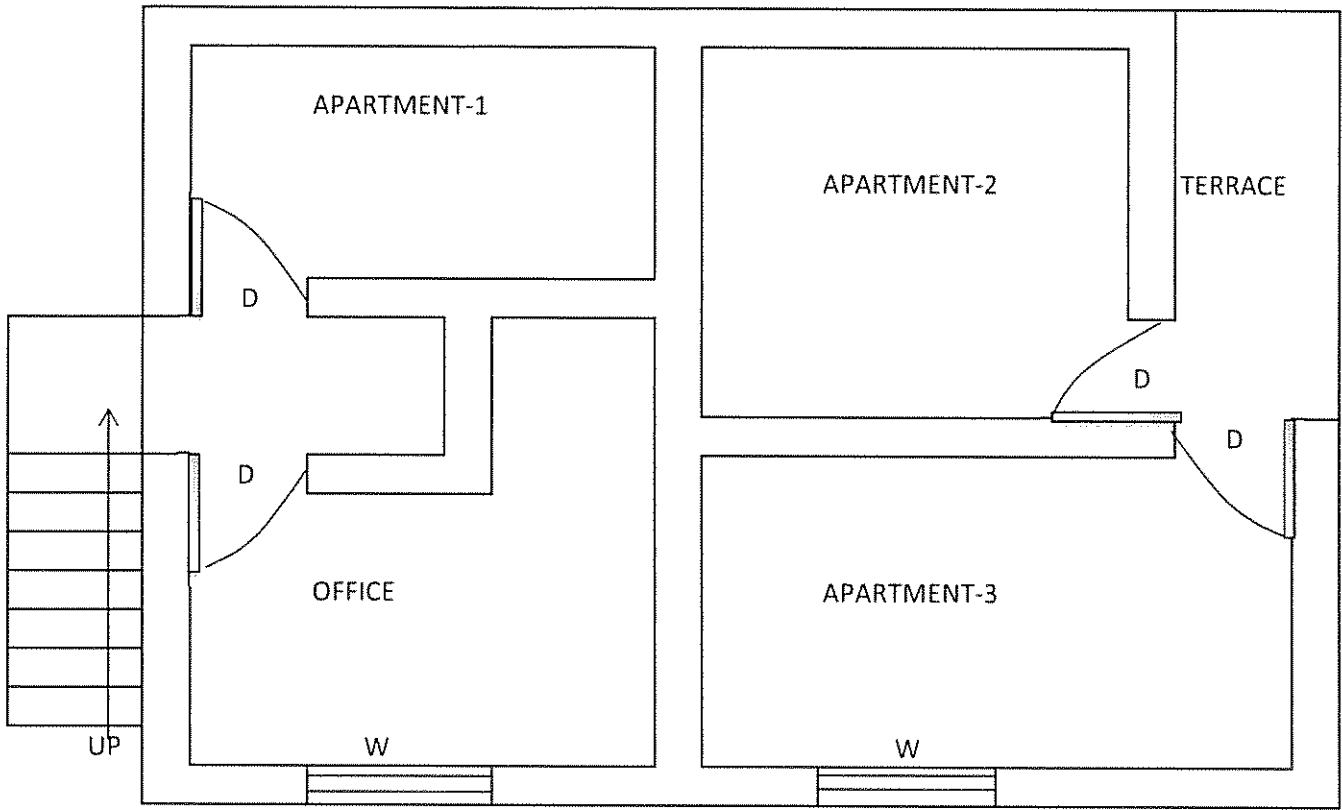 APARTMENT-1
APARTMENT-2
TERRACE
D
D
D
D
OFFICE
APARTMENT-3
UP
W
W